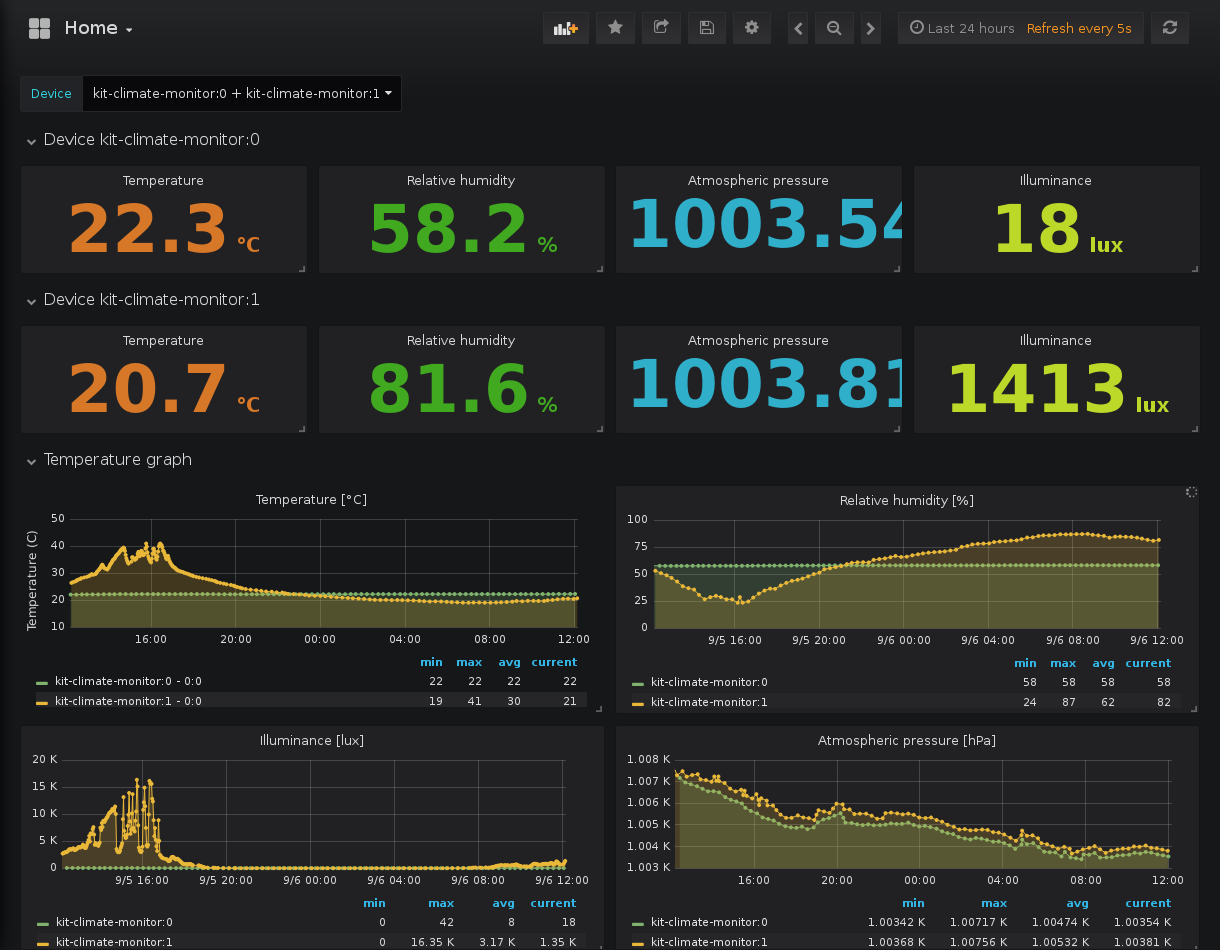 Home
Last 24 hours Refresh every 5s
Device kit-climate-monitor:0 + kit-climate-monitor:1
Device kit-climate-monitor:0
Temperature Relative humidity Atmospheric pressure Illuminance
22.3 °C 58.2 % 1003.54 18 lux
Device kit-climate-monitor:1
Temperature Relative humidity Atmospheric pressure Illuminance
20.7 °C 81.6 % 1003.81 1413 lux
Temperature graph
Temperature [°C]
Temperature (C)
50
40
30
20
10
16:00 20:00 00:00 04:00 08:00 12:00
min max avg current
kit-climate-monitor:0 - 0:0 22 22 22 22
kit-climate-monitor:1 - 0:0 19 41 30 21
Relative humidity [%]
100
75
50
25
0
9/5 16:00 9/5 20:00 9/6 00:00 9/6 04:00 9/6 08:00 9/6 12:00
min max avg current
kit-climate-monitor:0 58 58 58 58
kit-climate-monitor:1 24 87 62 82
Illuminance [lux]
20 K
15 K
10 K
5 K
0
9/5 16:00 9/5 20:00 9/6 00:00 9/6 04:00 9/6 08:00 9/6 12:00
min max avg current
kit-climate-monitor:0 0 42 8 18
kit-climate-monitor:1 0 16.35 K 3.17 K 1.35 K
Atmospheric pressure [hPa]
1.008 K
1.007 K
1.006 K
1.005 K
1.004 K
1.003 K
16:00 20:00 00:00 04:00 08:00 12:00
min max avg current
kit-climate-monitor:0 1.00342 K 1.00717 K 1.00474 K 1.00354 K
kit-climate-monitor:1 1.00368 K 1.00756 K 1.00532 K 1.00381 K